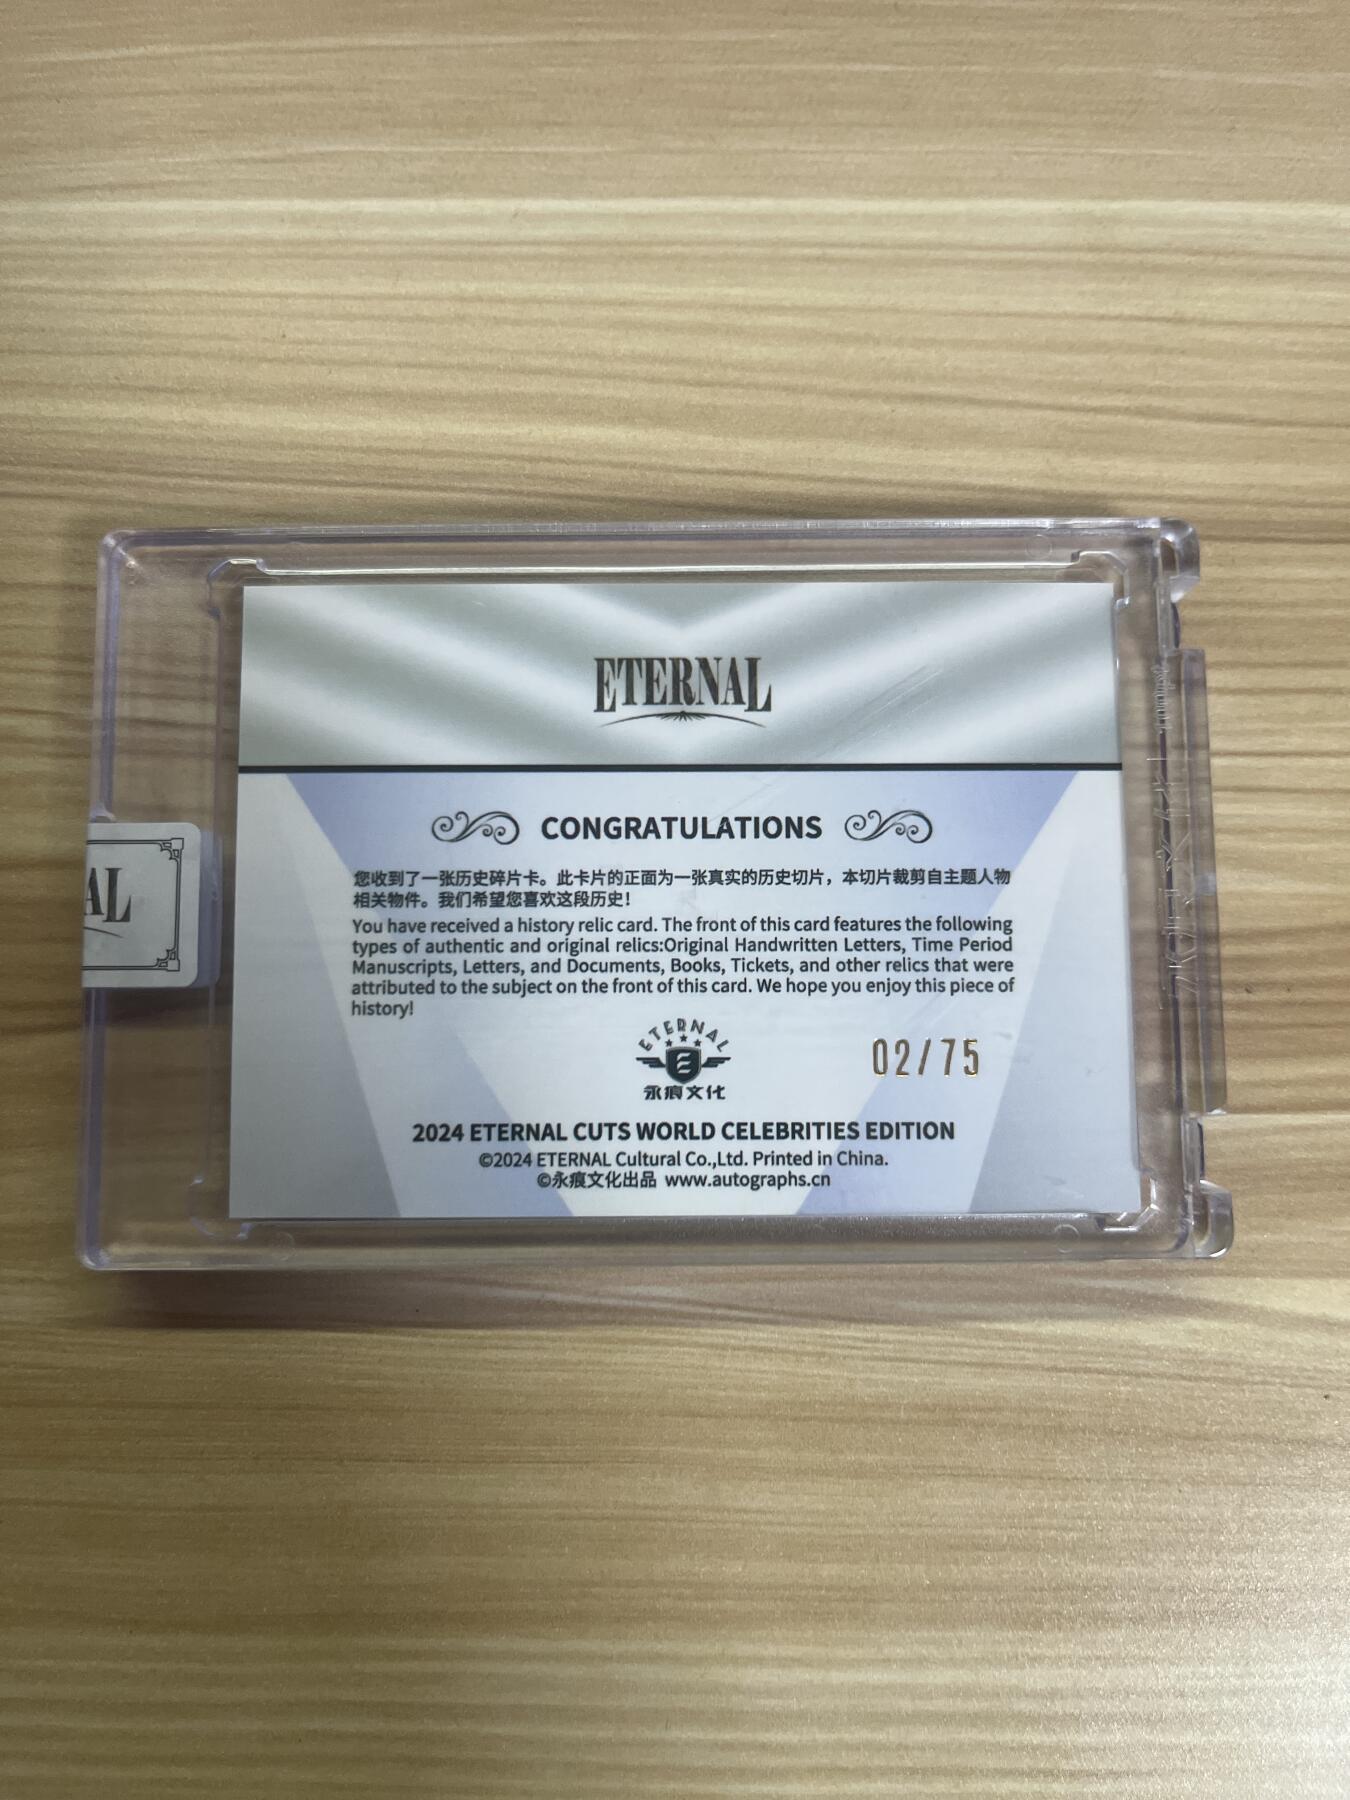 ETERNAL
CONGRATULATIONS
AL
您收到了一张历史碎片卡。此卡片的正面为一张真实的历史切片，本切片裁剪自主题人物
相关物件。我们希望您喜欢这段历史！
You have received a history relic card. The front of this card features the following
types of authentic and original relics:Original Handwritten Letters, Time Period
Manuscripts, Letters, and Documents, Books, Tickets, and other relics that were
attributed to the subject on the front of this card. We hope you enjoy this piece of
history!
ETERNAL
E
永痕文化
02/75
2024 ETERNAL CUTS WORLD CELEBRITIES EDITION
©2024 ETERNAL Cultural Co.,Ltd. Printed in China.
©永痕文化出品 www.autographs.cn